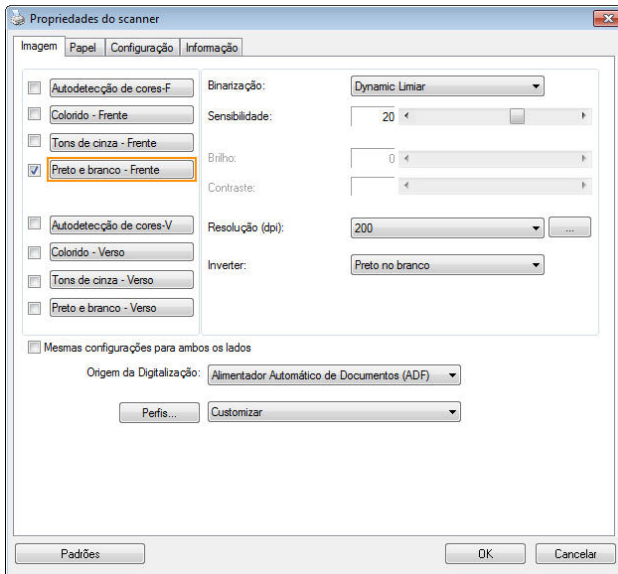 Propriedades do scanner
Imagem Papel Configuração Informação
Autodetecção de cores-F
Colorido - Frente
Tons de cinza - Frente
Preto e branco - Frente
Autodetecção de cores-V
Colorido - Verso
Tons de cinza - Verso
Preto e branco - Verso
Binarização: Dynamic Limiar
Sensibilidade: 20
Brilho: 0
Contraste:
Resolução (dpi): 200 ...
Inverter: Preto no branco
Mesmas configurações para ambos os lados
Origem da Digitalização: Alimentador Automático de Documentos (ADF)
Perfis... Customizar
Padrões OK Cancelar